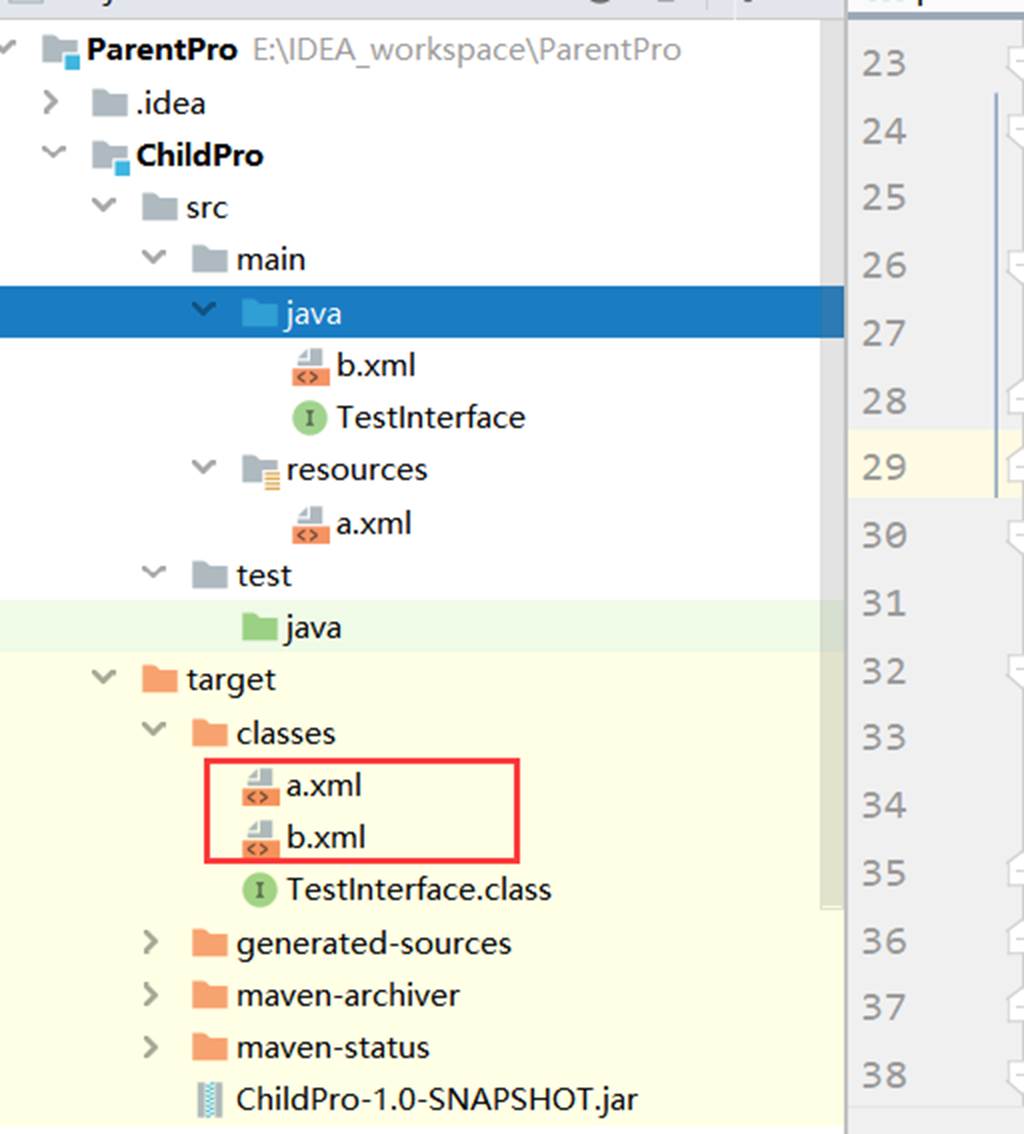 ParentPro E:\IDEA_workspace\ParentPro
.idea
ChildPro
src
main
java
b.xml
TestInterface
resources
a.xml
test
java
target
classes
a.xml
b.xml
TestInterface.class
generated-sources
maven-archiver
maven-status
ChildPro-1.0-SNAPSHOT.jar
23
24
25
26
27
28
29
30
31
32
33
34
35
36
37
38